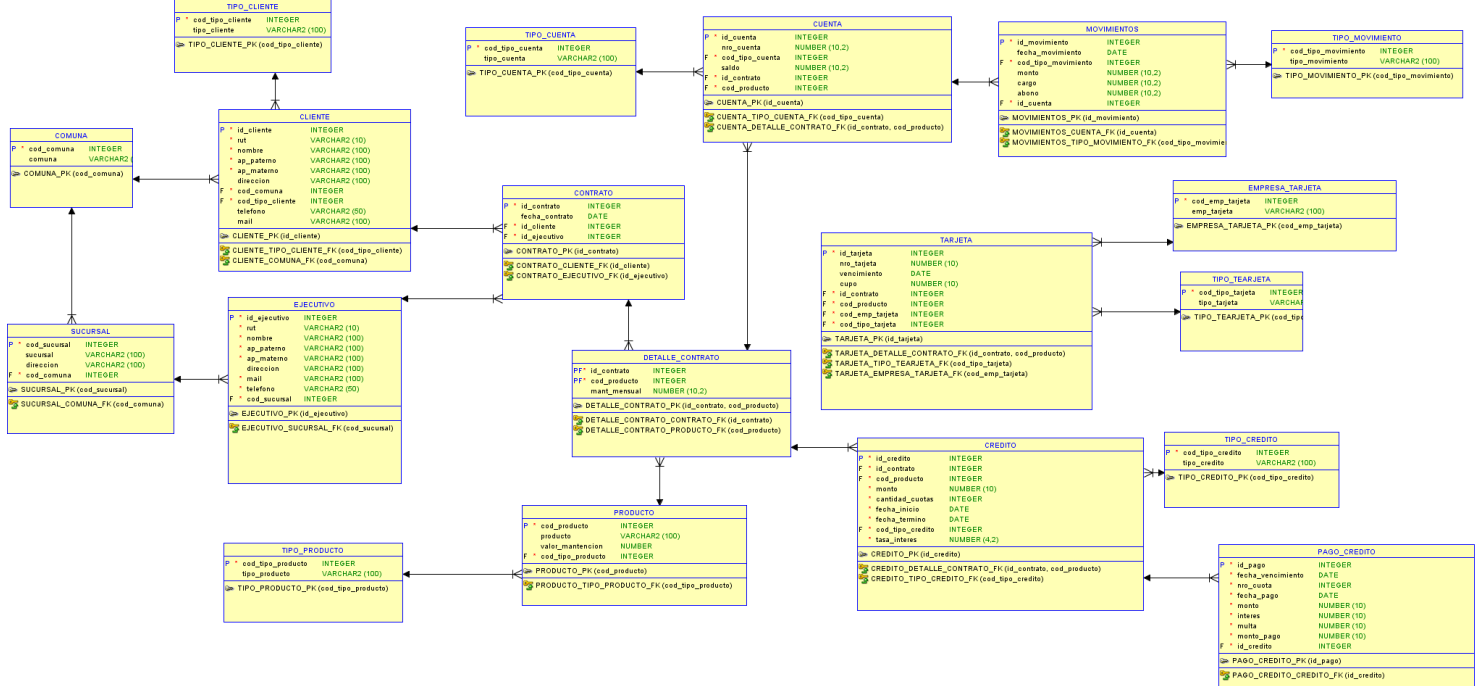 TIPO_CLIENTE
P * cod_tipo_cliente INTEGER
tipo_cliente VARCHAR2 (100)
TIPO_CLIENTE_PK (cod_tipo_cliente)
COMUNA
P * cod_comuna INTEGER
comuna VARCHAR2 (
COMUNA_PK (cod_comuna)
CLIENTE
P * id_cliente INTEGER
* rut VARCHAR2 (10)
* nombre VARCHAR2 (100)
* ap_paterno VARCHAR2 (100)
* ap_materno VARCHAR2 (100)
* direccion VARCHAR2 (100)
F * cod_comuna INTEGER
F * cod_tipo_cliente INTEGER
telefono VARCHAR2 (50)
mail VARCHAR2 (100)
CLIENTE_PK (id_cliente)
CLIENTE_TIPO_CLIENTE_FK (cod_tipo_cliente)
CLIENTE_COMUNA_FK (cod_comuna)
TIPO_CUENTA
P * cod_tipo_cuenta INTEGER
tipo_cuenta VARCHAR2 (100)
TIPO_CUENTA_PK (cod_tipo_cuenta)
CUENTA
P * id_cuenta INTEGER
nro_cuenta NUMBER (10,2)
F * cod_tipo_cuenta INTEGER
saldo NUMBER (10,2)
F * id_contrato INTEGER
F * cod_producto INTEGER
CUENTA_PK (id_cuenta)
CUENTA_TIPO_CUENTA_FK (cod_tipo_cuenta)
CUENTA_DETALLE_CONTRATO_FK (id_contrato, cod_producto)
MOVIMIENTOS
P * id_movimiento INTEGER
fecha_movimiento DATE
F * cod_tipo_movimiento INTEGER
monto NUMBER (10,2)
cargo NUMBER (10,2)
abono NUMBER (10,2)
F * id_cuenta INTEGER
MOVIMIENTOS_PK (id_movimiento)
MOVIMIENTOS_CUENTA_FK (id_cuenta)
MOVIMIENTOS_TIPO_MOVIMIENTO_FK (cod_tipo_movimie
TIPO_MOVIMIENTO
P * cod_tipo_movimiento INTEGER
tipo_movimiento VARCHAR2 (100)
TIPO_MOVIMIENTO_PK (cod_tipo_movimiento)
CONTRATO
P * id_contrato INTEGER
fecha_contrato DATE
F * id_cliente INTEGER
F * id_ejecutivo INTEGER
CONTRATO_PK (id_contrato)
CONTRATO_CLIENTE_FK (id_cliente)
CONTRATO_EJECUTIVO_FK (id_ejecutivo)
EMPRESA_TARJETA
P * cod_emp_tarjeta INTEGER
emp_tarjeta VARCHAR2 (100)
EMPRESA_TARJETA_PK (cod_emp_tarjeta)
TARJETA
P * id_tarjeta INTEGER
nro_tarjeta NUMBER (10)
vencimiento DATE
cupo NUMBER (10)
F * id_contrato INTEGER
F * cod_producto INTEGER
F * cod_emp_tarjeta INTEGER
F * cod_tipo_tarjeta INTEGER
TARJETA_PK (id_tarjeta)
TARJETA_DETALLE_CONTRATO_FK (id_contrato, cod_producto)
TARJETA_TIPO_TEARJETA_FK (cod_tipo_tarjeta)
TARJETA_EMPRESA_TARJETA_FK (cod_emp_tarjeta)
TIPO_TEARJETA
P * cod_tipo_tarjeta INTEGER
tipo_tarjeta VARCHAR
TIPO_TEARJETA_PK (cod_tipo
SUCURSAL
P * cod_sucursal INTEGER
sucursal VARCHAR2 (100)
direccion VARCHAR2 (100)
F * cod_comuna INTEGER
SUCURSAL_PK (cod_sucursal)
SUCURSAL_COMUNA_FK (cod_comuna)
EJECUTIVO
P * id_ejecutivo INTEGER
* rut VARCHAR2 (10)
* nombre VARCHAR2 (100)
* ap_paterno VARCHAR2 (100)
* ap_materno VARCHAR2 (100)
direccion VARCHAR2 (100)
* mail VARCHAR2 (100)
* telefono VARCHAR2 (50)
F * cod_sucursal INTEGER
EJECUTIVO_PK (id_ejecutivo)
EJECUTIVO_SUCURSAL_FK (cod_sucursal)
DETALLE_CONTRATO
PF* id_contrato INTEGER
PF* cod_producto INTEGER
mant_mensual NUMBER (10,2)
DETALLE_CONTRATO_PK (id_contrato, cod_producto)
DETALLE_CONTRATO_CONTRATO_FK (id_contrato)
DETALLE_CONTRATO_PRODUCTO_FK (cod_producto)
CREDITO
P * id_credito INTEGER
F * id_contrato INTEGER
F * cod_producto INTEGER
* monto NUMBER (10)
* cantidad_cuotas INTEGER
* fecha_inicio DATE
* fecha_termino DATE
F * cod_tipo_credito INTEGER
* tasa_interes NUMBER (4,2)
CREDITO_PK (id_credito)
CREDITO_DETALLE_CONTRATO_FK (id_contrato, cod_producto)
CREDITO_TIPO_CREDITO_FK (cod_tipo_credito)
TIPO_CREDITO
P * cod_tipo_credito INTEGER
tipo_credito VARCHAR2 (100)
TIPO_CREDITO_PK (cod_tipo_credito)
PRODUCTO
P * cod_producto INTEGER
producto VARCHAR2 (100)
valor_mantencion NUMBER
F * cod_tipo_producto INTEGER
PRODUCTO_PK (cod_producto)
PRODUCTO_TIPO_PRODUCTO_FK (cod_tipo_producto)
TIPO_PRODUCTO
P * cod_tipo_producto INTEGER
tipo_producto VARCHAR2 (100)
TIPO_PRODUCTO_PK (cod_tipo_producto)
PAGO_CREDITO
P * id_pago INTEGER
* fecha_vencimiento DATE
* nro_cuota INTEGER
* fecha_pago DATE
* monto NUMBER (10)
* interes NUMBER (10)
* multa NUMBER (10)
* monto_pago NUMBER (10)
F * id_credito INTEGER
PAGO_CREDITO_PK (id_pago)
PAGO_CREDITO_CREDITO_FK (id_credito)